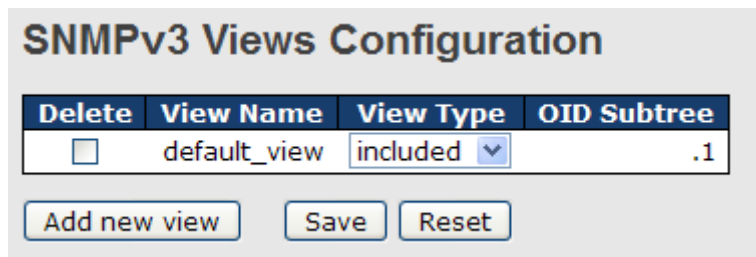 SNMPv3 Views Configuration
Delete View Name View Type OID Subtree
default_view included .1
Add new view Save Reset